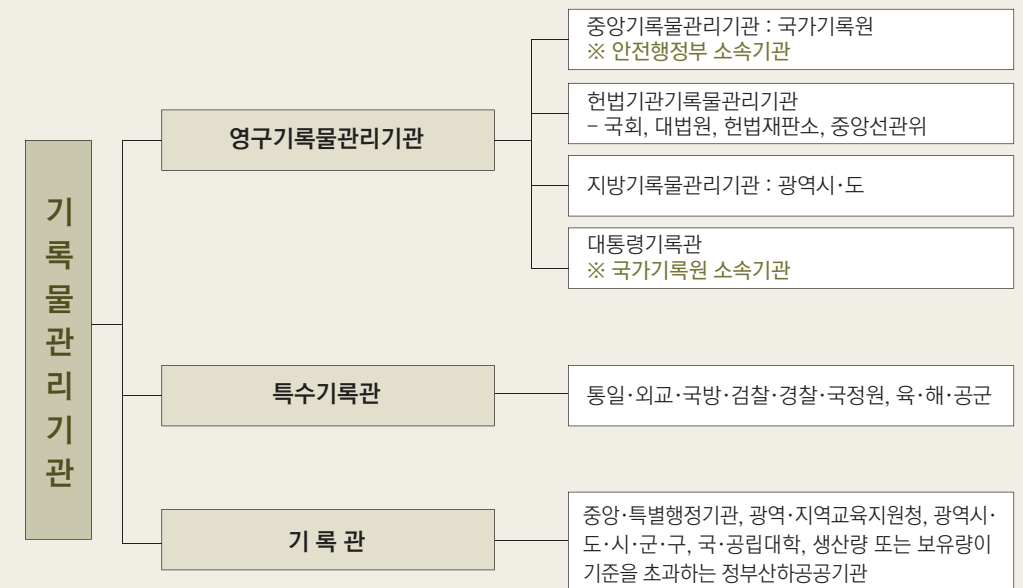 기록물관리기관
영구기록물관리기관
중앙기록물관리기관 : 국가기록원
※ 안전행정부 소속기관
헌법기관기록물관리기관
– 국회, 대법원, 헌법재판소, 중앙선관위
지방기록물관리기관 : 광역시·도
대통령기록관
※ 국가기록원 소속기관
특수기록관
통일·외교·국방·검찰·경찰·국정원, 육·해·공군
기 록 관
중앙·특별행정기관, 광역·지역교육지원청, 광역시·
도·시·군·구, 국·공립대학, 생산량 또는 보유량이
기준을 초과하는 정부산하공공기관